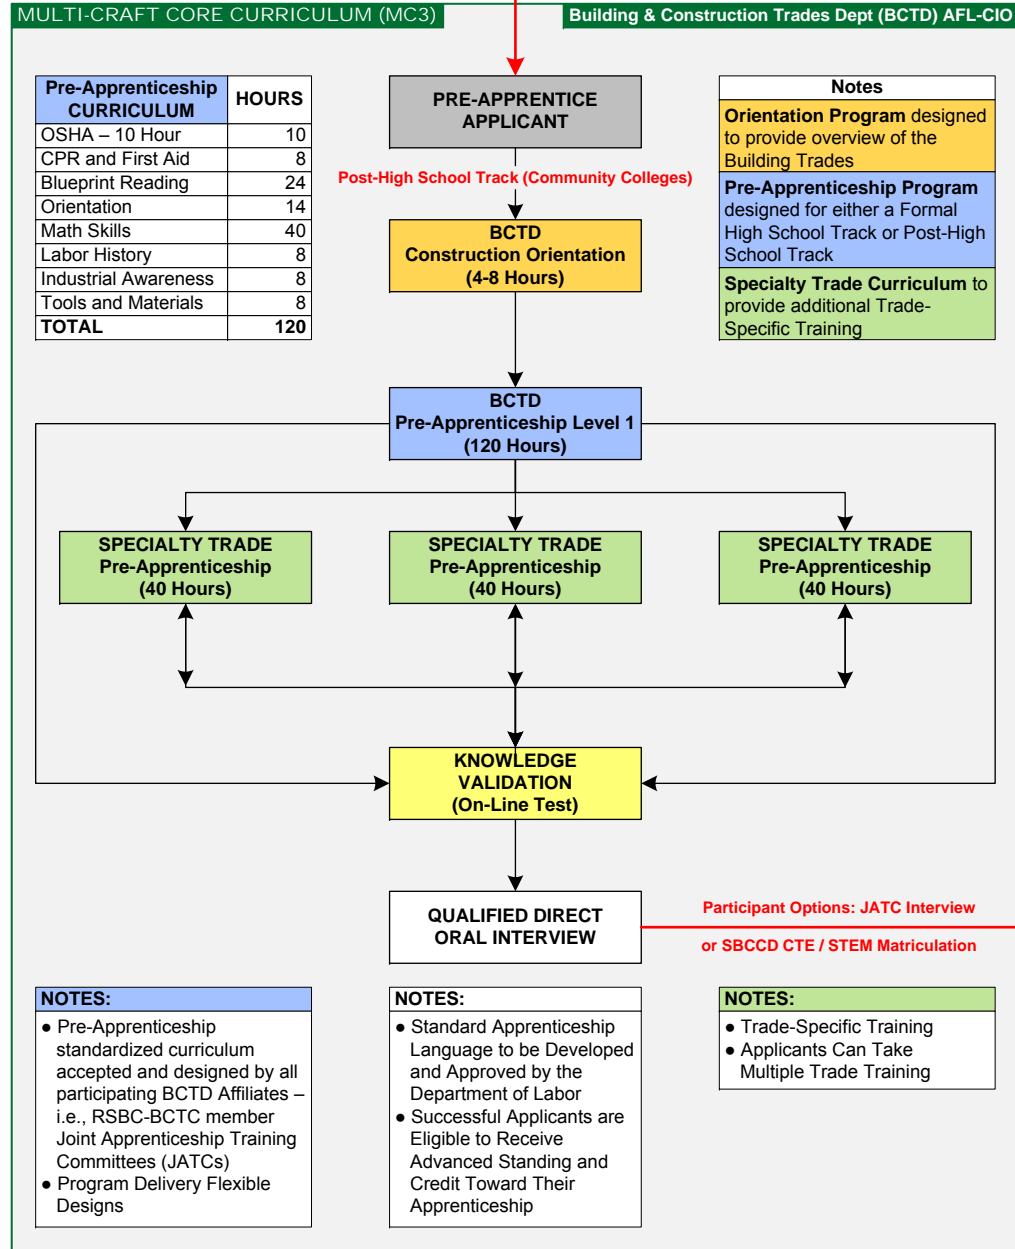 MULTI-CRAFT CORE CURRICULUM (MC3)
Building & Construction Trades Dept (BCTD) AFL-CIO
Pre-Apprenticeship
CURRICULUM
HOURS
OSHA – 10 Hour 10
CPR and First Aid 8
Blueprint Reading 24
Orientation 14
Math Skills 40
Labor History 8
Industrial Awareness 8
Tools and Materials 8
TOTAL 120
PRE-APPRENTICE
APPLICANT
Notes
Orientation Program designed
to provide overview of the
Building Trades
Pre-Apprenticeship Program
designed for either a Formal
High School Track or Post-High
School Track
Specialty Trade Curriculum to
provide additional Trade-
Specific Training
Post-High School Track (Community Colleges)
BCTD
Construction Orientation
(4-8 Hours)
BCTD
Pre-Apprenticeship Level 1
(120 Hours)
SPECIALTY TRADE
Pre-Apprenticeship
(40 Hours)
SPECIALTY TRADE
Pre-Apprenticeship
(40 Hours)
SPECIALTY TRADE
Pre-Apprenticeship
(40 Hours)
KNOWLEDGE
VALIDATION
(On-Line Test)
QUALIFIED DIRECT
ORAL INTERVIEW
Participant Options: JATC Interview
or SBCCD CTE / STEM Matriculation
NOTES:
● Pre-Apprenticeship
standardized curriculum
accepted and designed by all
participating BCTD Affiliates –
i.e., RSBC-BCTC member
Joint Apprenticeship Training
Committees (JATCs)
● Program Delivery Flexible
Designs
NOTES:
● Standard Apprenticeship
Language to be Developed
and Approved by the
Department of Labor
● Successful Applicants are
Eligible to Receive
Advanced Standing and
Credit Toward Their
Apprenticeship
NOTES:
● Trade-Specific Training
● Applicants Can Take
Multiple Trade Training